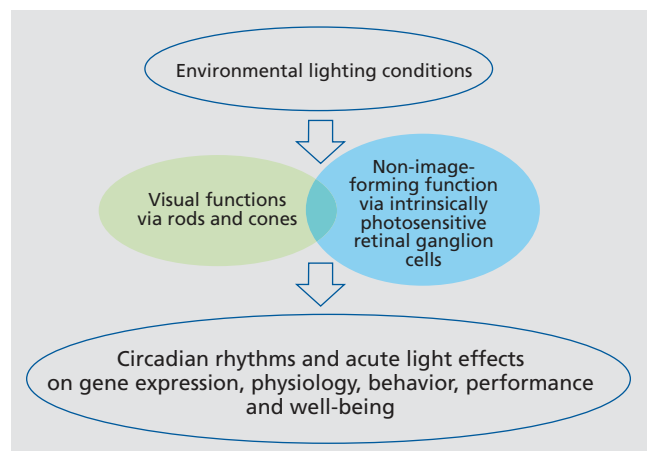 Environmental lighting conditions
Visual functions
via rods and cones
Non-image-
forming function
via intrinsically
photosensitive
retinal ganglion
cells
Circadian rhythms and acute light effects
on gene expression, physiology, behavior, performance
and well-being